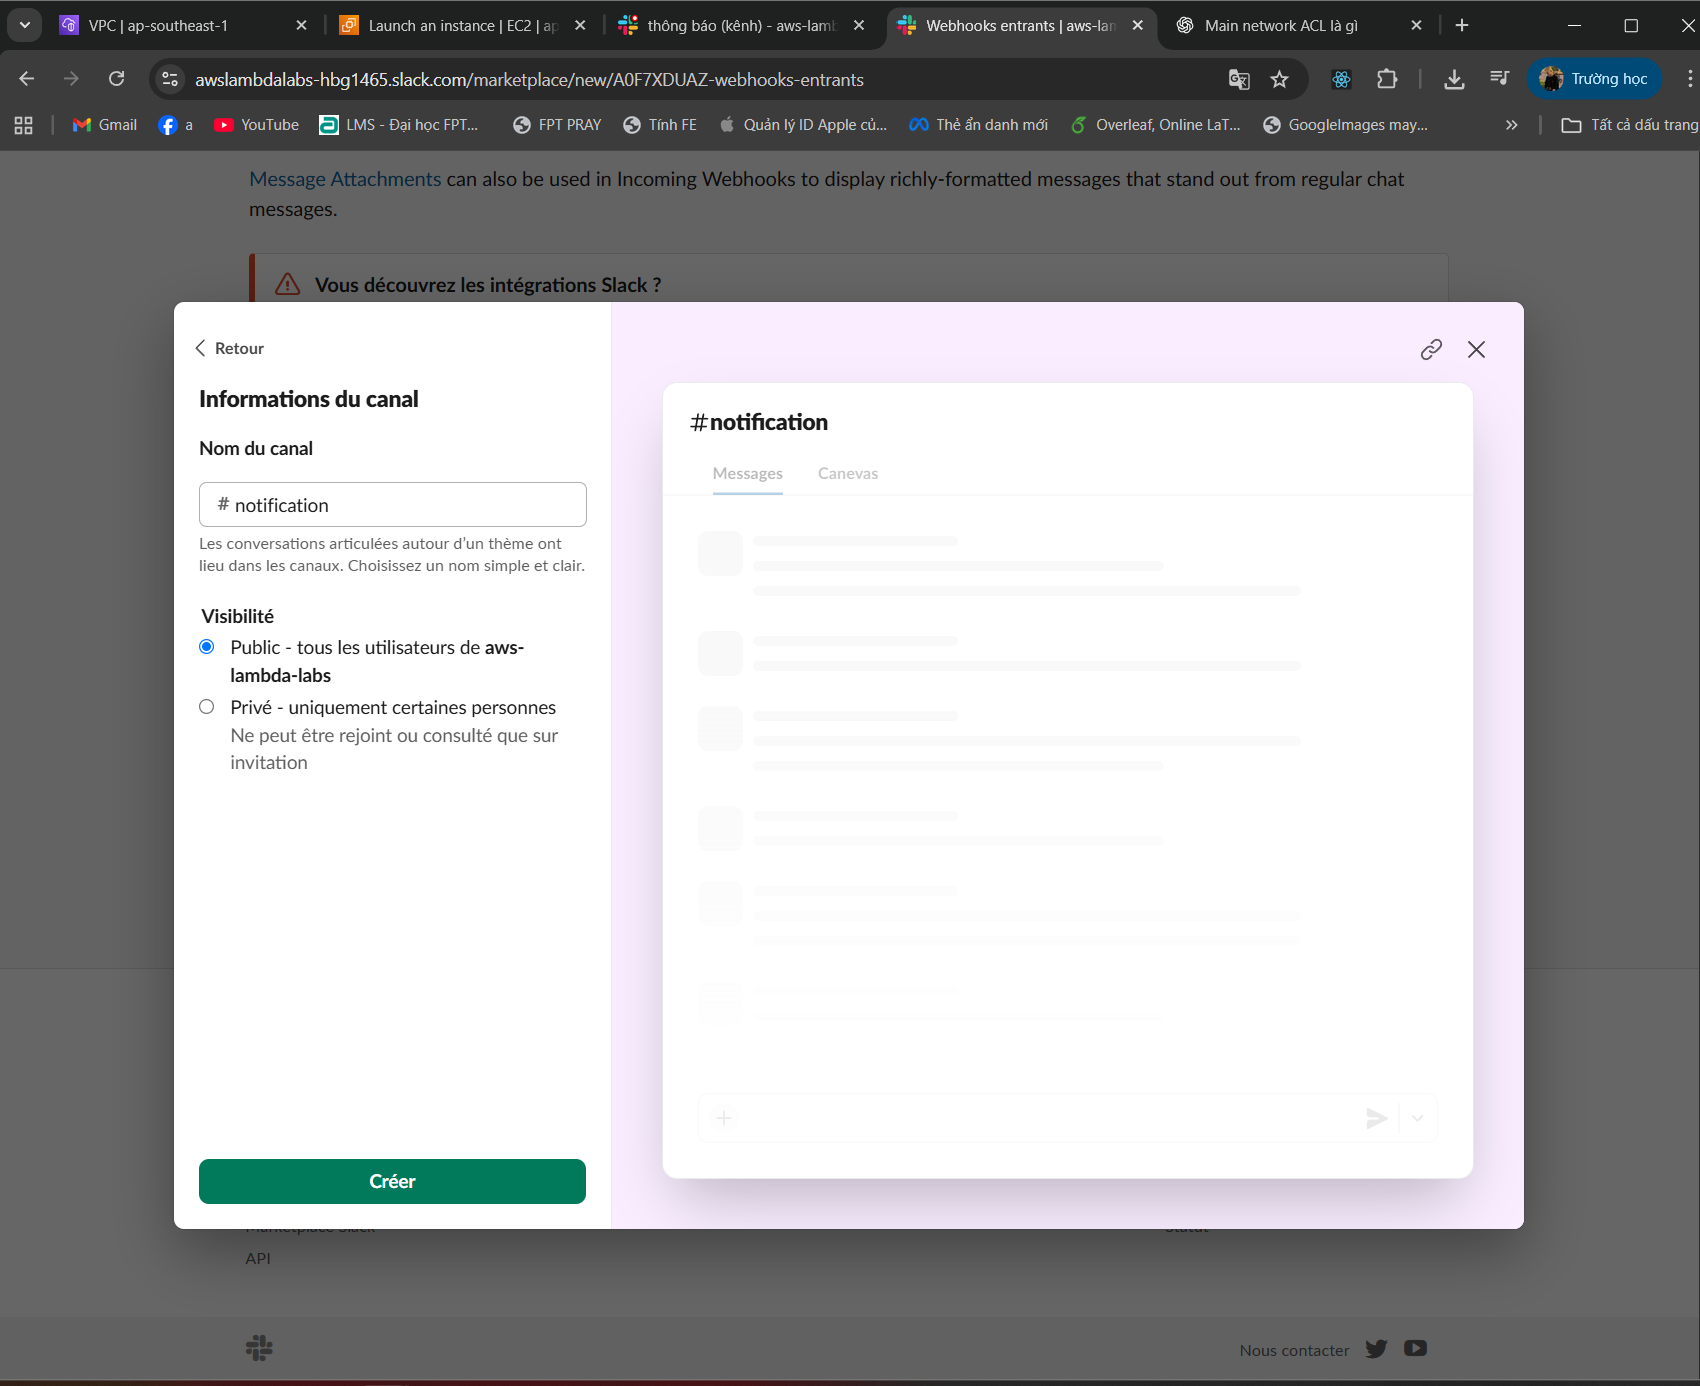 VPC | ap-southeast-1
Launch an instance | EC2 | ap
thông báo (kênh) - aws-lamb
Webhooks entrants | aws-lam
Main network ACL là gì
awslambdalabs-hbg1465.slack.com/marketplace/new/A0F7XDUAZ-webhooks-entrants
Trường học
Gmail
a
YouTube
LMS - Đại học FPT...
FPT PRAY
Tính FE
Quản lý ID Apple củ...
Thẻ ẩn danh mới
Overleaf, Online LaT...
GoogleImages may...
Tất cả dấu trang
Message Attachments can also be used in Incoming Webhooks to display richly-formatted messages that stand out from regular chat
messages.
Vous découvrez les intégrations Slack ?
Retour
Informations du canal
Nom du canal
# notification
Les conversations articulées autour d'un thème ont
lieu dans les canaux. Choisissez un nom simple et clair.
Visibilité
Public - tous les utilisateurs de aws-
lambda-labs
Privé - uniquement certaines personnes
Ne peut être rejoint ou consulté que sur
invitation
Créer
#notification
Messages
Canevas
Marketplace Slack
Statut
API
Nous contacter